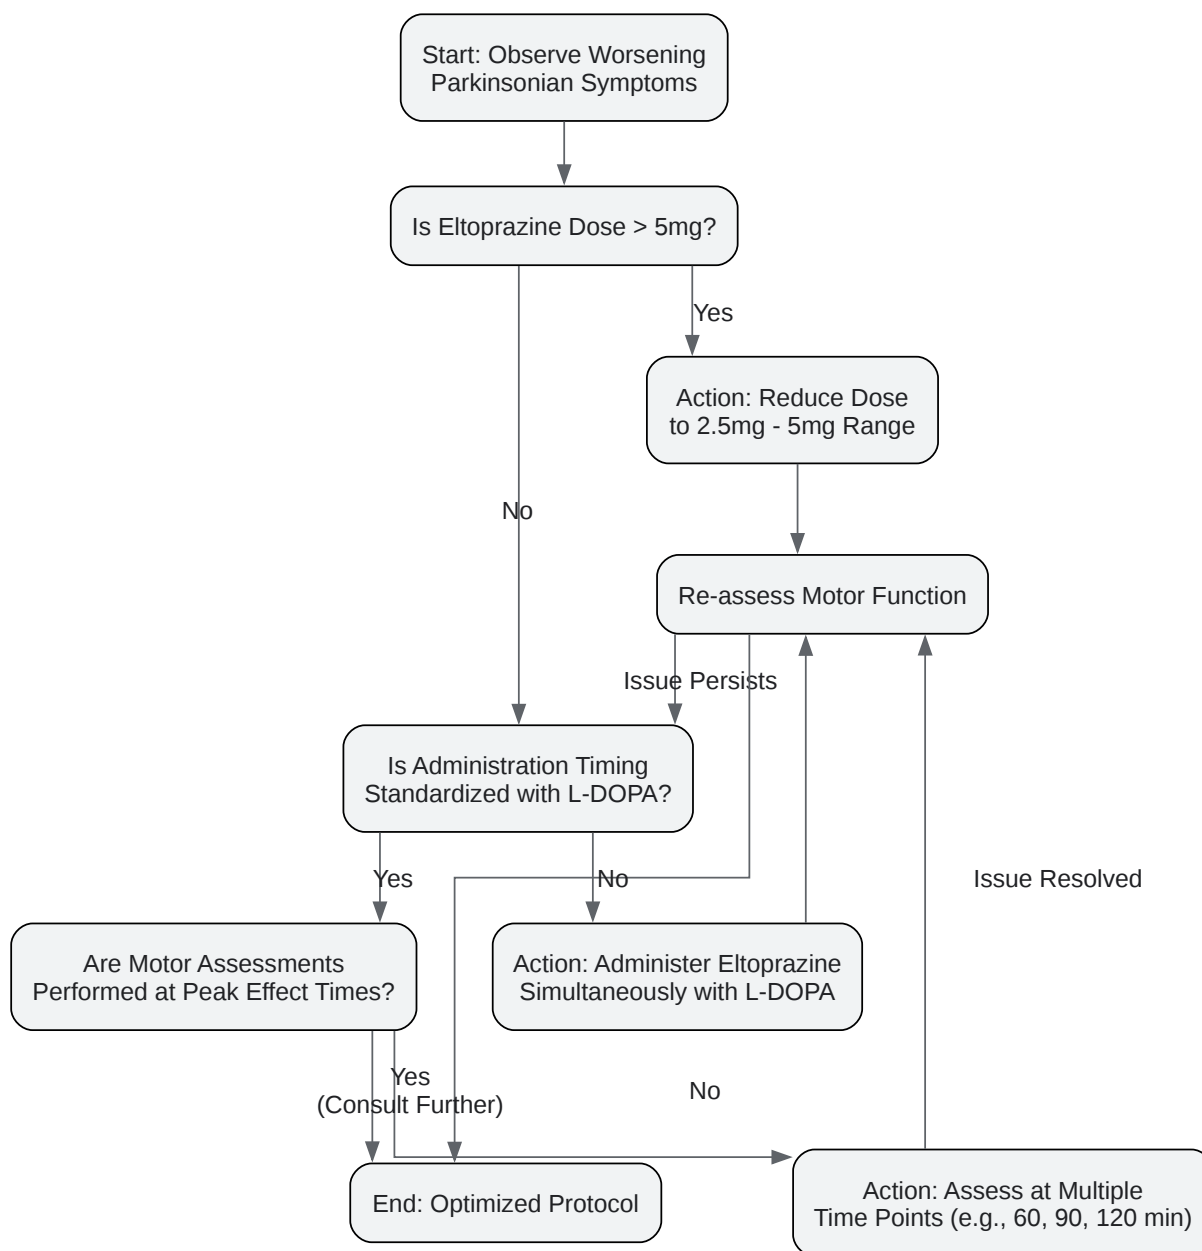 Start: Observe Worsening
Parkinsonian Symptoms
Is Eltoprazine Dose > 5mg?
Yes
Action: Reduce Dose
to 2.5mg - 5mg Range
No
Re-assess Motor Function
Issue Persists
Is Administration Timing
Standardized with L-DOPA?
Yes
No
Issue Resolved
Are Motor Assessments
Performed at Peak Effect Times?
Action: Administer Eltoprazine
Simultaneously with L-DOPA
Yes
(Consult Further)
No
End: Optimized Protocol
Action: Assess at Multiple
Time Points (e.g., 60, 90, 120 min)